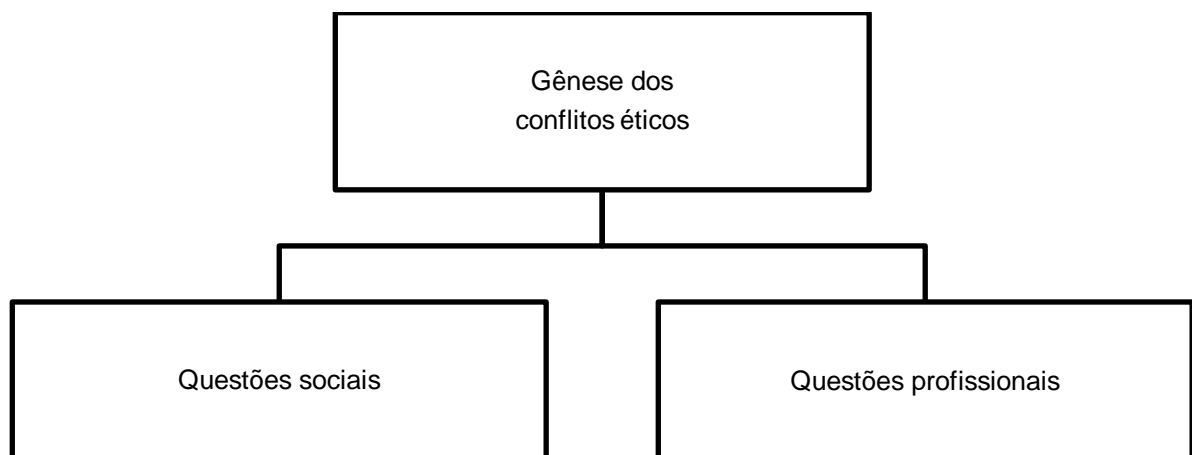 Gênese dos
conflitos éticos
Questões sociais
Questões profissionais